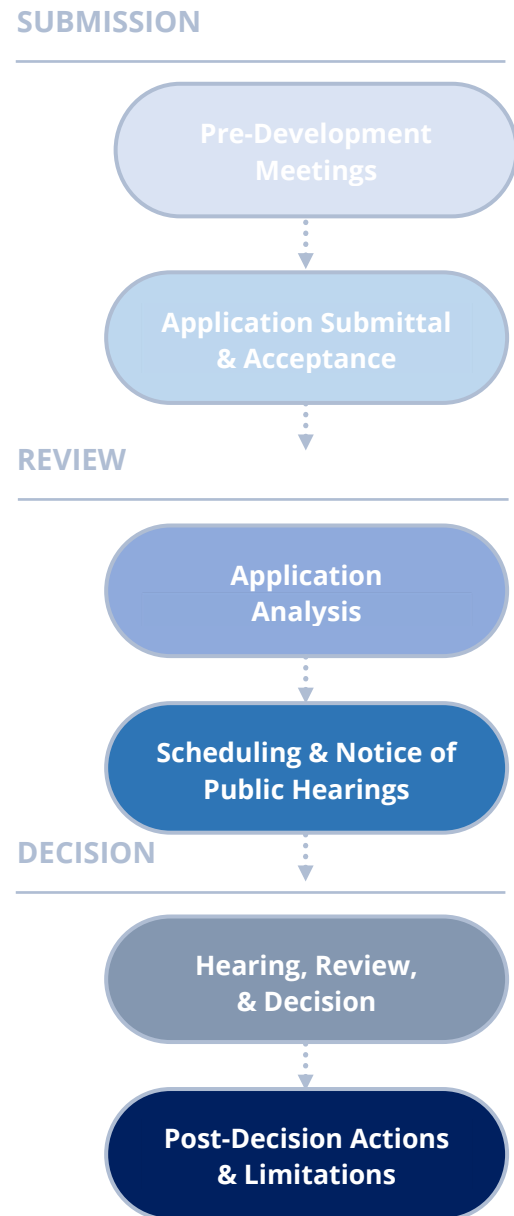 SUBMISSION
Pre-Development
Meetings
Application Submittal
& Acceptance
REVIEW
Application
Analysis
Scheduling & Notice of
Public Hearings
DECISION
Hearing, Review,
& Decision
Post-Decision Actions
& Limitations